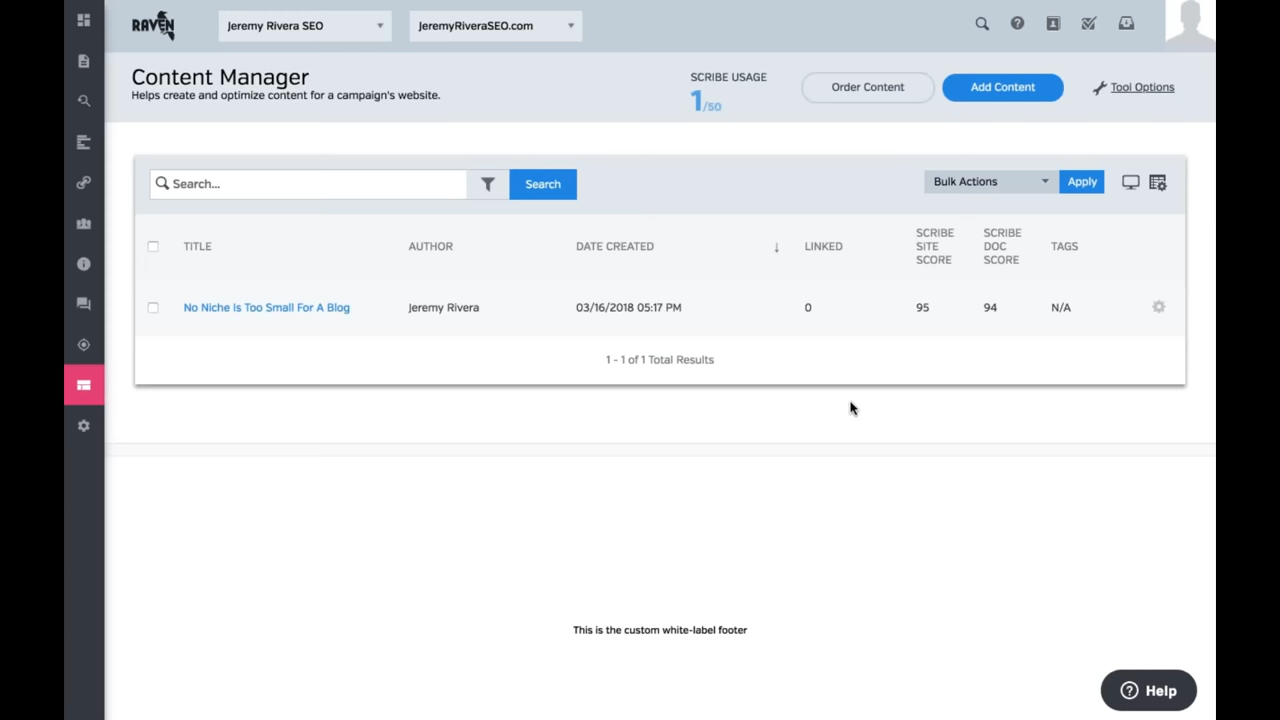 RAVEN
Jeremy Rivera SEO
JeremyRiveraSEO.com
Content Manager
Helps create and optimize content for a campaign's website.
SCRIBE USAGE
1/50
Order Content
Add Content
Tool Options
Search...
Search
Bulk Actions
Apply
TITLE
AUTHOR
DATE CREATED
LINKED
SCRIBE
SITE
SCORE
SCRIBE
DOC
SCORE
TAGS
No Niche Is Too Small For A Blog
Jeremy Rivera
03/16/2018 05:17 PM
0
95
94
N/A
1 - 1 of 1 Total Results
This is the custom white-label footer
Help